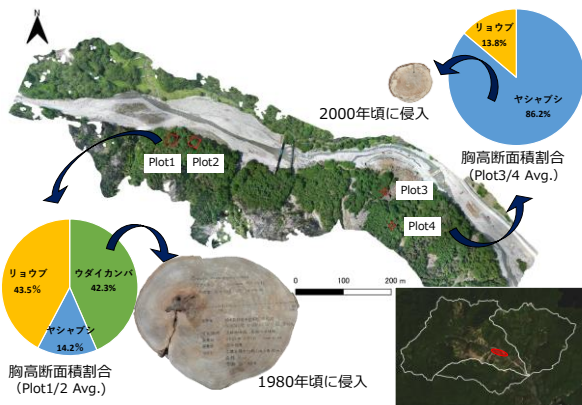 N
リョウブ
13.8%
ヤシャブシ
86.2%
2000年頃に侵入
胸高断面積割合
(Plot3/4 Avg.)
Plot1
Plot2
Plot3
Plot4
リョウブ
43.5%
ウダイカンバ
42.3%
ヤシャブシ
14.2%
胸高断面積割合
(Plot1/2 Avg.)
0
100
200 m
1980年頃に侵入